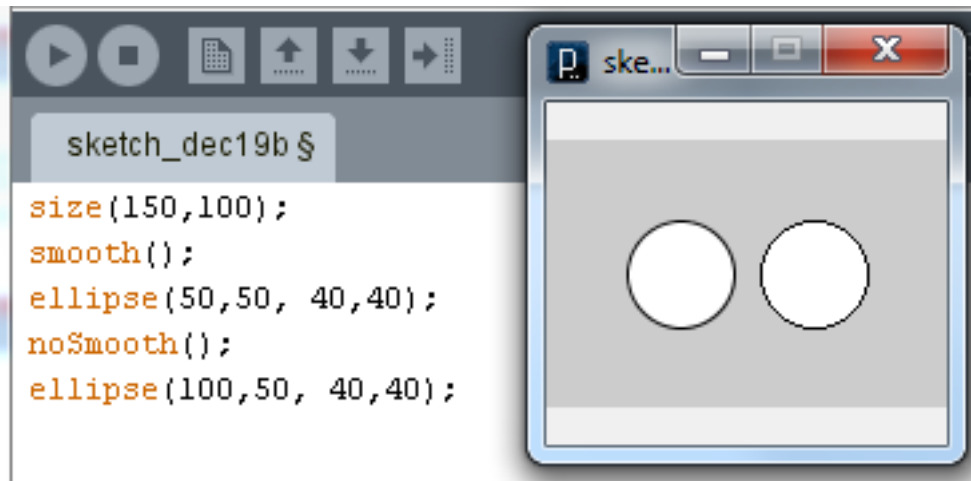 ske...
sketch_dec19b §
size(150,100);
smooth();
ellipse(50,50, 40,40);
noSmooth();
ellipse(100,50, 40,40);